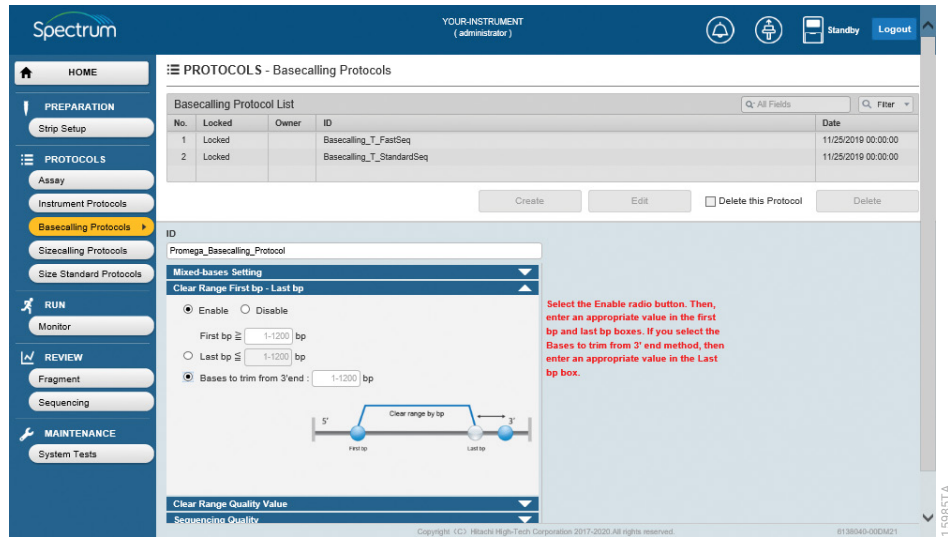 Spectrum
YOUR-INSTRUMENT
( administrator )
Standby
Logout
HOME
PREPARATION
Strip Setup
PROTOCOLS
Assay
Instrument Protocols
Basecalling Protocols
Sizecalling Protocols
Size Standard Protocols
RUN
Monitor
REVIEW
Fragment
Sequencing
MAINTENANCE
System Tests
PROTOCOLS - Basecalling Protocols
Basecalling Protocol List
All Fields
Filter
No. Locked Owner ID Date
1 Locked Basecalling_T_FastSeq 11/25/2019 00:00:00
2 Locked Basecalling_T_StandardSeq 11/25/2019 00:00:00
Create
Edit
Delete this Protocol
Delete
ID
Promega_Basecalling_Protocol
Mixed-bases Setting
Clear Range First bp - Last bp
Enable Disable
First bp ≧ 1-1200 bp
Last bp ≦ 1-1200 bp
Bases to trim from 3'end : 1-1200 bp
5' Clear range by bp 3'
First bp Last bp
Select the Enable radio button. Then,
enter an appropriate value in the first
bp and last bp boxes. If you select the
Bases to trim from 3' end method, then
enter an appropriate value in the Last
bp box.
Clear Range Quality Value
Sequencing Quality
Copyright (C) Hitachi High-Tech Corporation 2017-2020.All rights reserved.
6138040-00DM21
15985TA